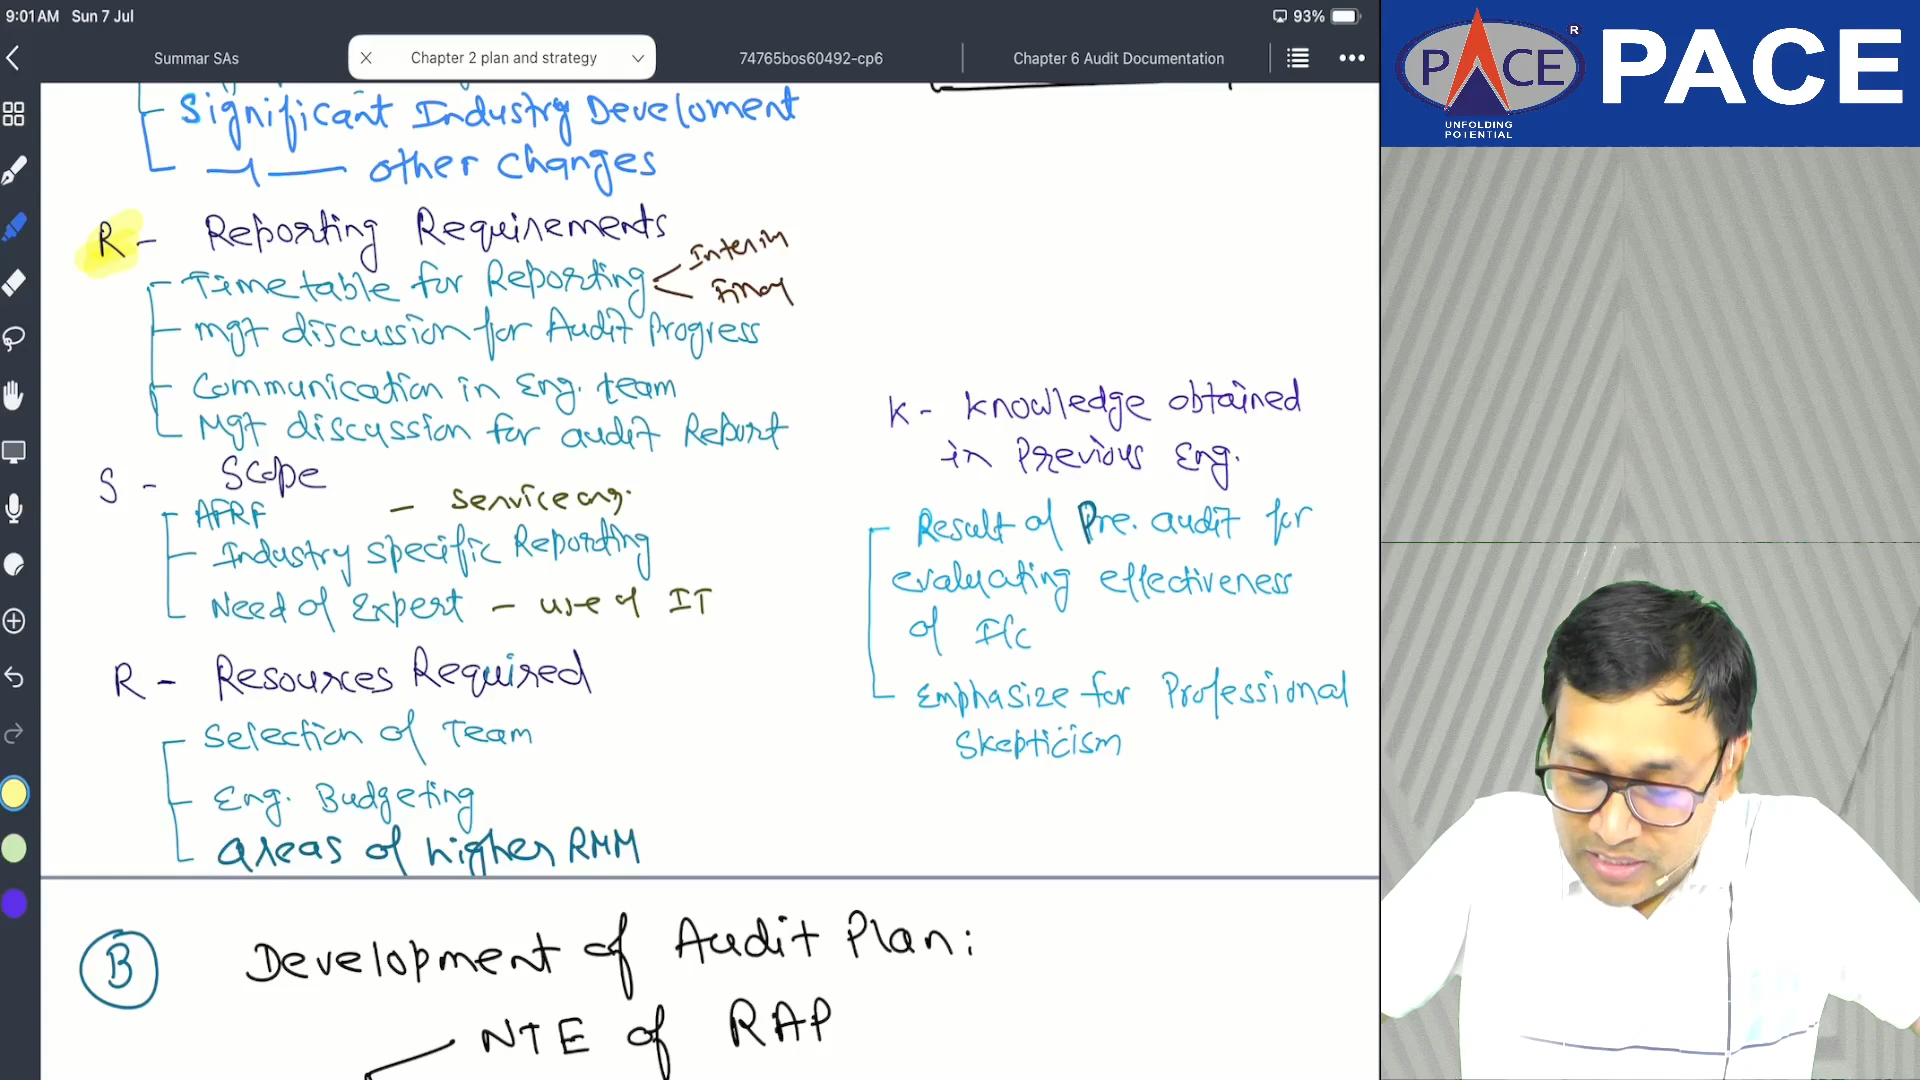 9:01 AM Sun 7 Jul
93%
Summar SAs
Chapter 2 plan and strategy
74765bos60492-cp6
Chapter 6 Audit Documentation
PACE
R
UNFOLDING
POTENTIAL
PACE
Significant Industry Develoment
other changes
R - Reporting Requirements
Time table for Reporting
Interim
Final
mgt discussion for Audit Progress
Communication in Eng. team
Mgt discussion for audit Report
S - Scope
AFRF
- Service org.
Industry specific Reporting
Need of Expert - use of IT
R - Resources Required
Selection of Team
Eng. Budgeting
areas of higher RMM
K - Knowledge obtained
in Previous Eng.
Result of Pre. audit for
evaluating effectiveness
of I/c
Emphasize for Professional
Skepticism
B Development of Audit Plan:
NTE of RAP